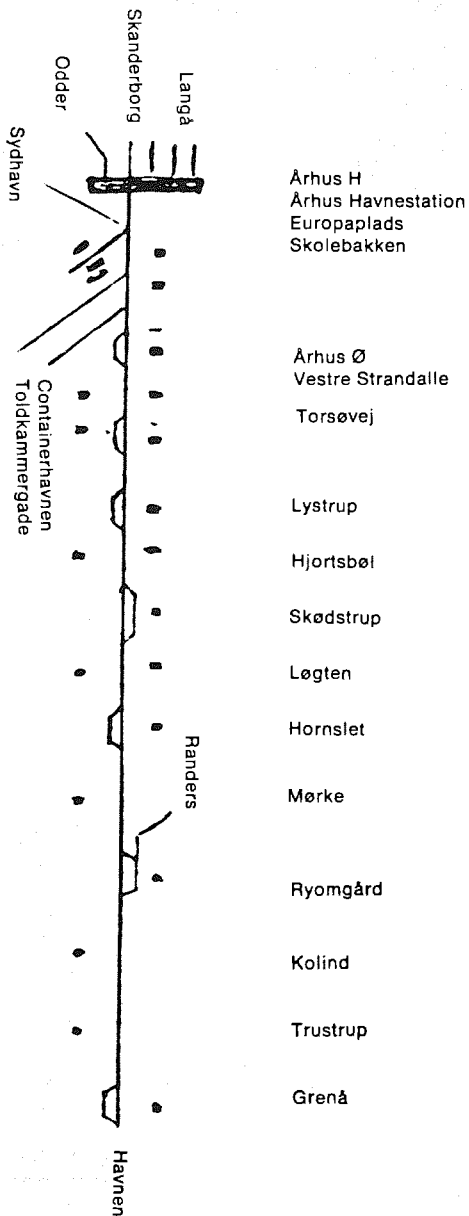 Langå
Skanderborg
Odder
Sydhavn
Århus H
Århus Havnestation
Europaplads
Skolebakken
Århus Ø
Vestre Strandalle
Torsøvej
Containerhavnen
Toldkammergade
Lystrup
Hjortsbøl
Skødstrup
Løgten
Hornslet
Randers
Mørke
Ryomgård
Kolind
Trustrup
Grenå
Havnen